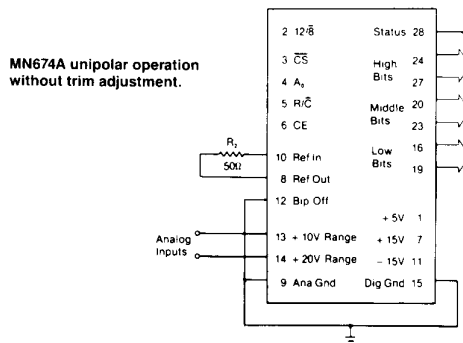 MN674A unipolar operation
without trim adjustment.
2 12/8̅ Status 28
3 C̅S̅ 24
High
Bits
4 A₀ 27
5 R/C̅ Middle 20
Bits
6 CE 23
Low 16
Bits
19
R₂
50Ω
10 Ref In
8 Ref Out
12 Bip Off
+5V 1
Analog
Inputs
13 +10V Range +15V 7
14 +20V Range −15V 11
9 Ana Gnd Dig Gnd 15